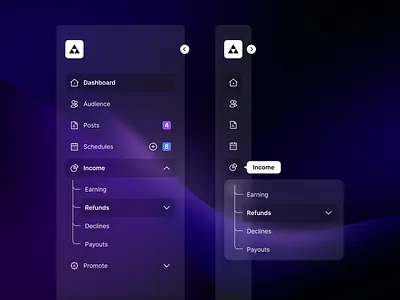 Dashboard
Audience
Posts 4
Schedules 8
Income
Earning
Refunds
Declines
Payouts
Promote
Income
Earning
Refunds
Declines
Payouts